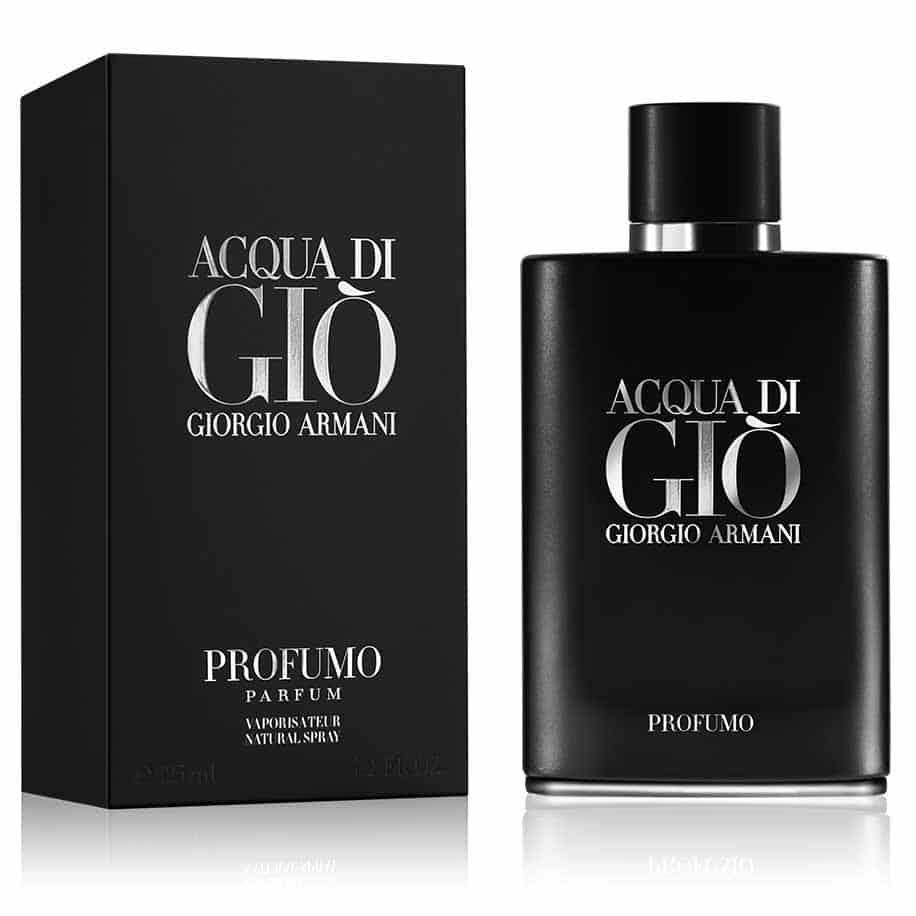 ACQUA DI
GIÒ
GIORGIO ARMANI
PROFUMO
PARFUM
VAPORISATEUR
NATURAL SPRAY
ACQUA DI
GIÒ
GIORGIO ARMANI
PROFUMO